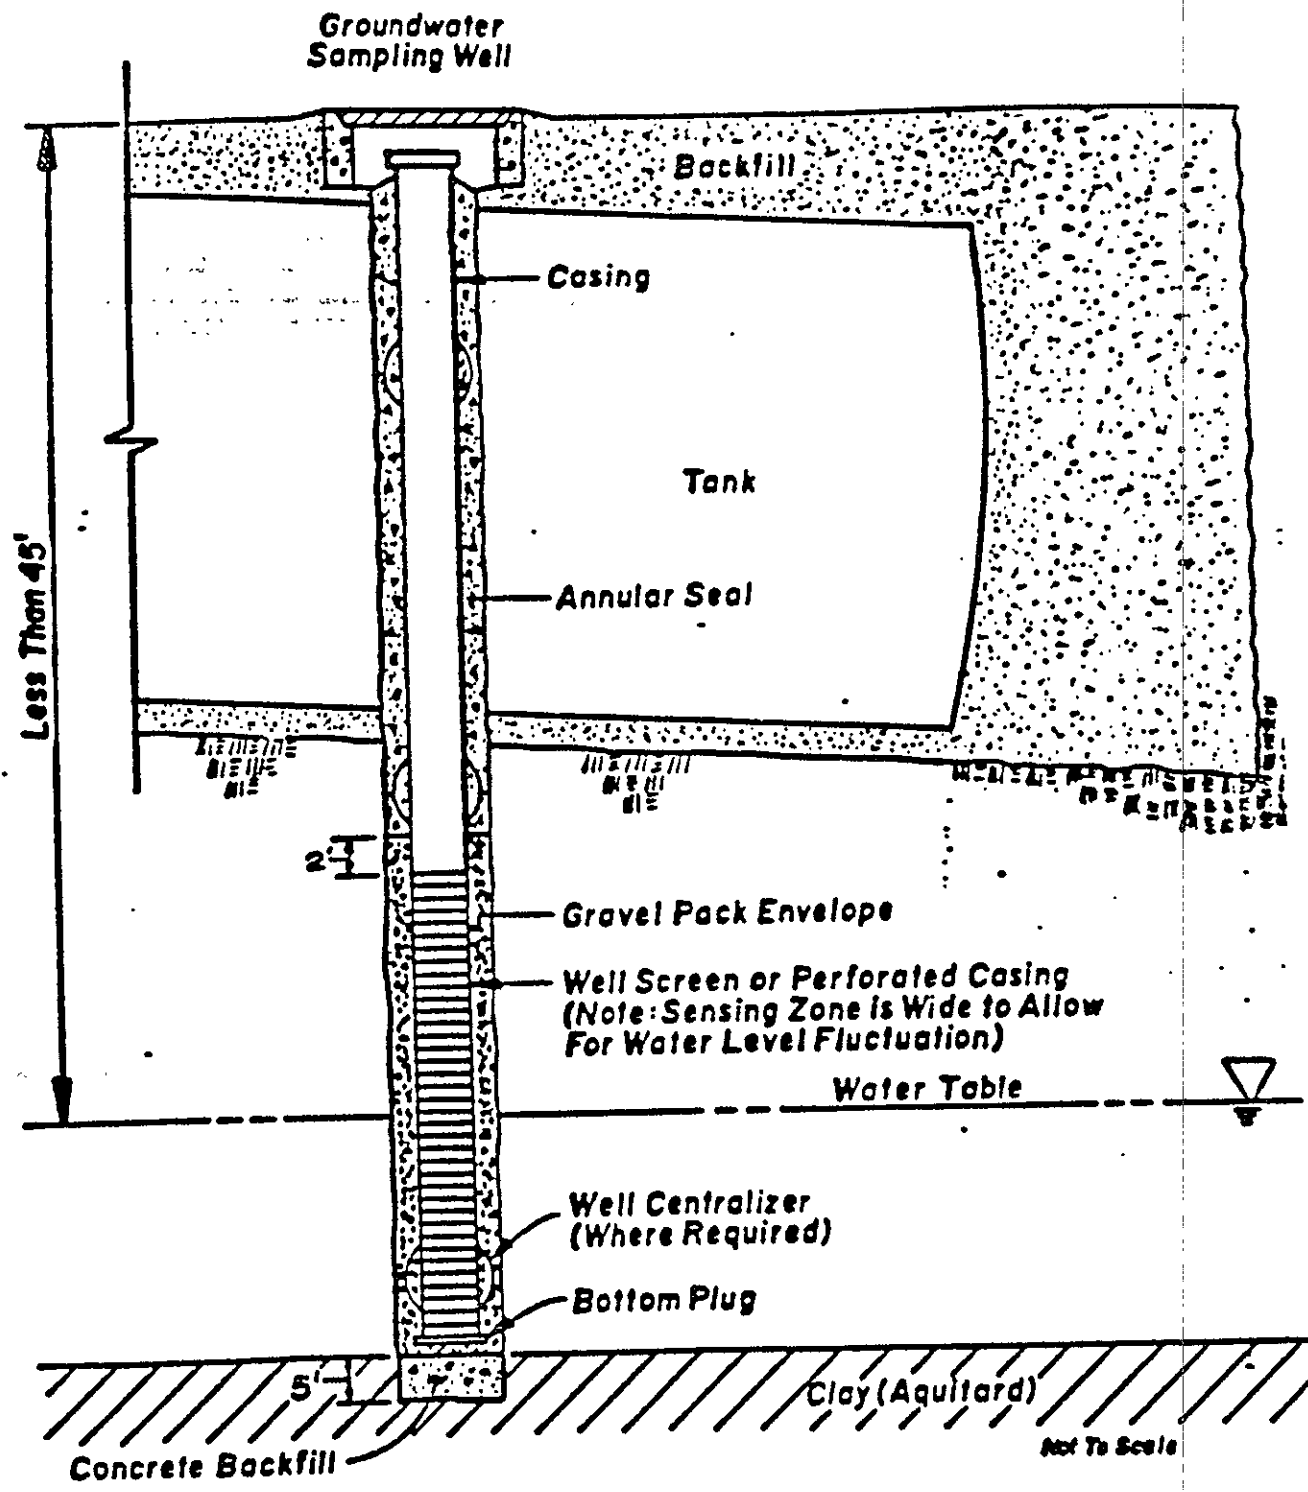 Groundwater
Sampling Well
Backfill
Casing
Tank
Less Than 45'
Annular Seal
2'
Gravel Pack Envelope
Well Screen or Perforated Casing
(Note: Sensing Zone is Wide to Allow
For Water Level Fluctuation)
Water Table
Well Centralizer
(Where Required)
Bottom Plug
5'
Clay (Aquitard)
Not To Scale
Concrete Backfill